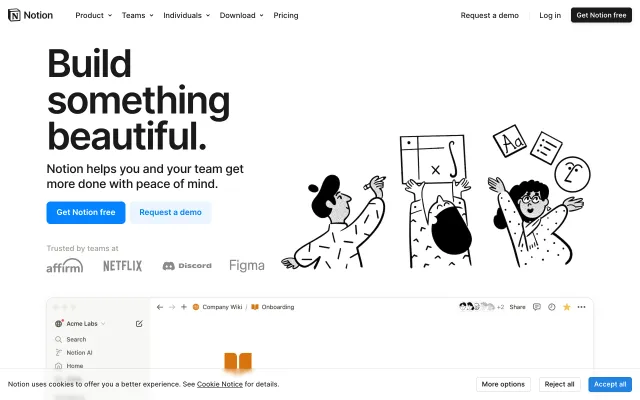 Notion
Product
Teams
Individuals
Download
Pricing
Request a demo
Log in
Get Notion free
Build
something
beautiful.
Notion helps you and your team get
more done with peace of mind.
Get Notion free
Request a demo
Trusted by teams at
affirm
NETFLIX
Discord
Figma
Aa
x
Acme Labs
Search
Notion AI
Home
Company Wiki / Onboarding
+2
Share
Notion uses cookies to offer you a better experience. See Cookie Notice for details.
More options
Reject all
Accept all